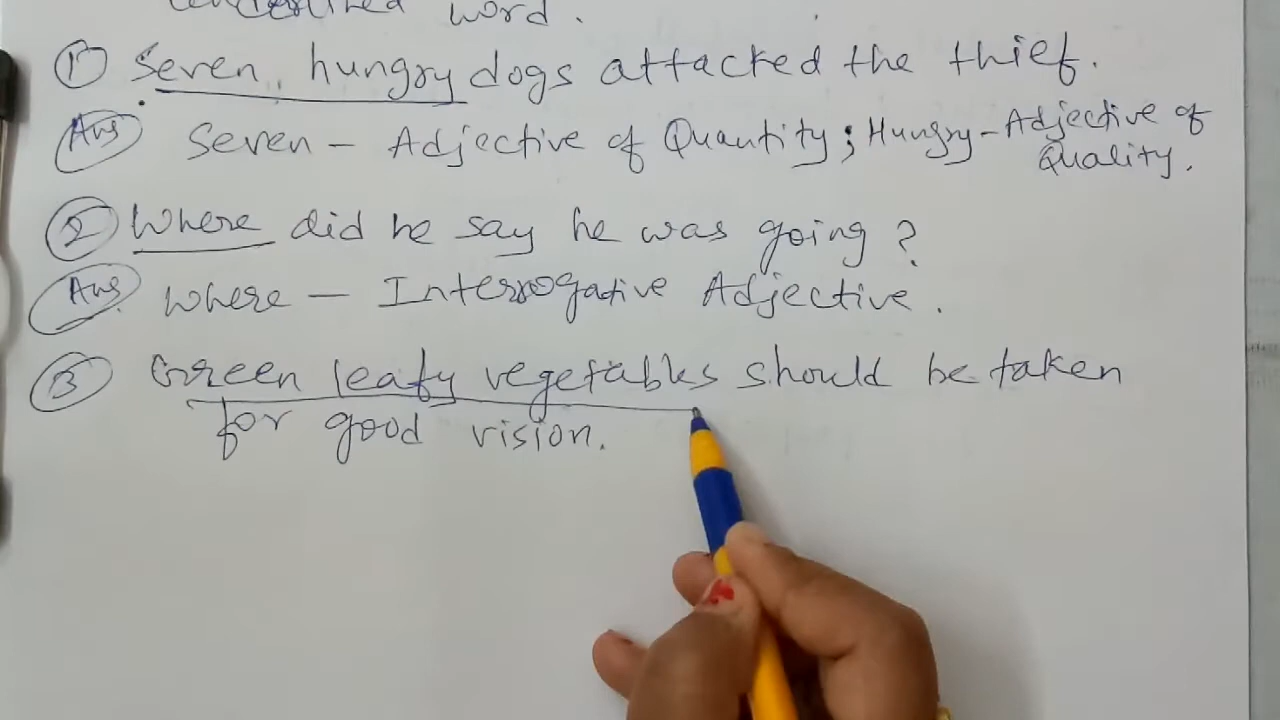 word.
① Seven, hungry dogs attacked the thief.
Ans Seven - Adjective of Quantity; Hungry - Adjective of Quality.
② Where did he say he was going?
Ans Where - Interrogative Adjective.
③ Green leafy vegetables should be taken
for good vision.